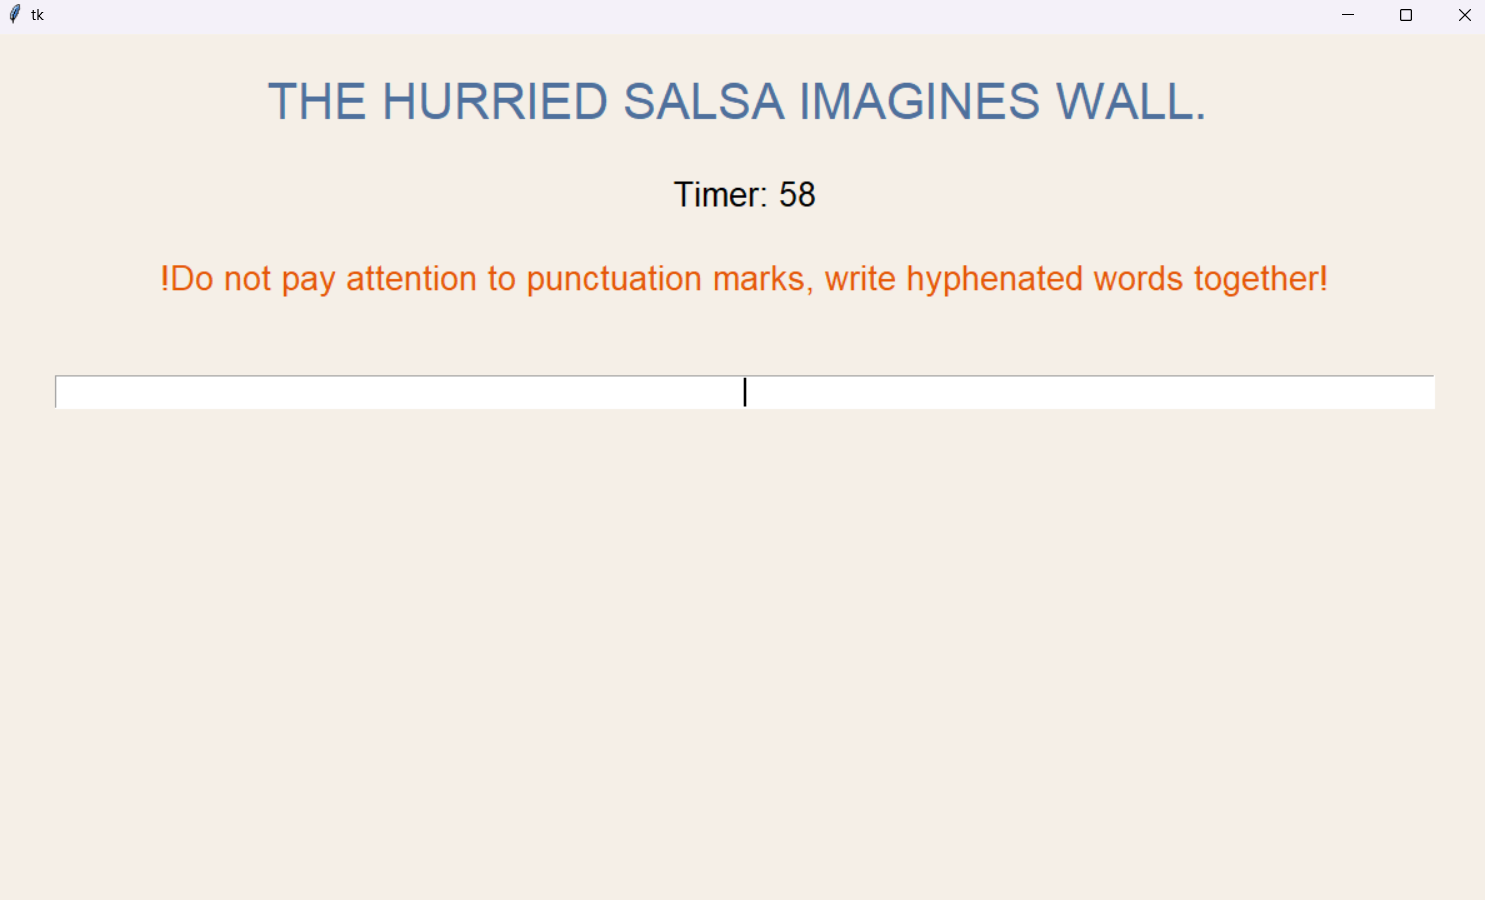 tk
THE HURRIED SALSA IMAGINES WALL.
Timer: 58
!Do not pay attention to punctuation marks, write hyphenated words together!